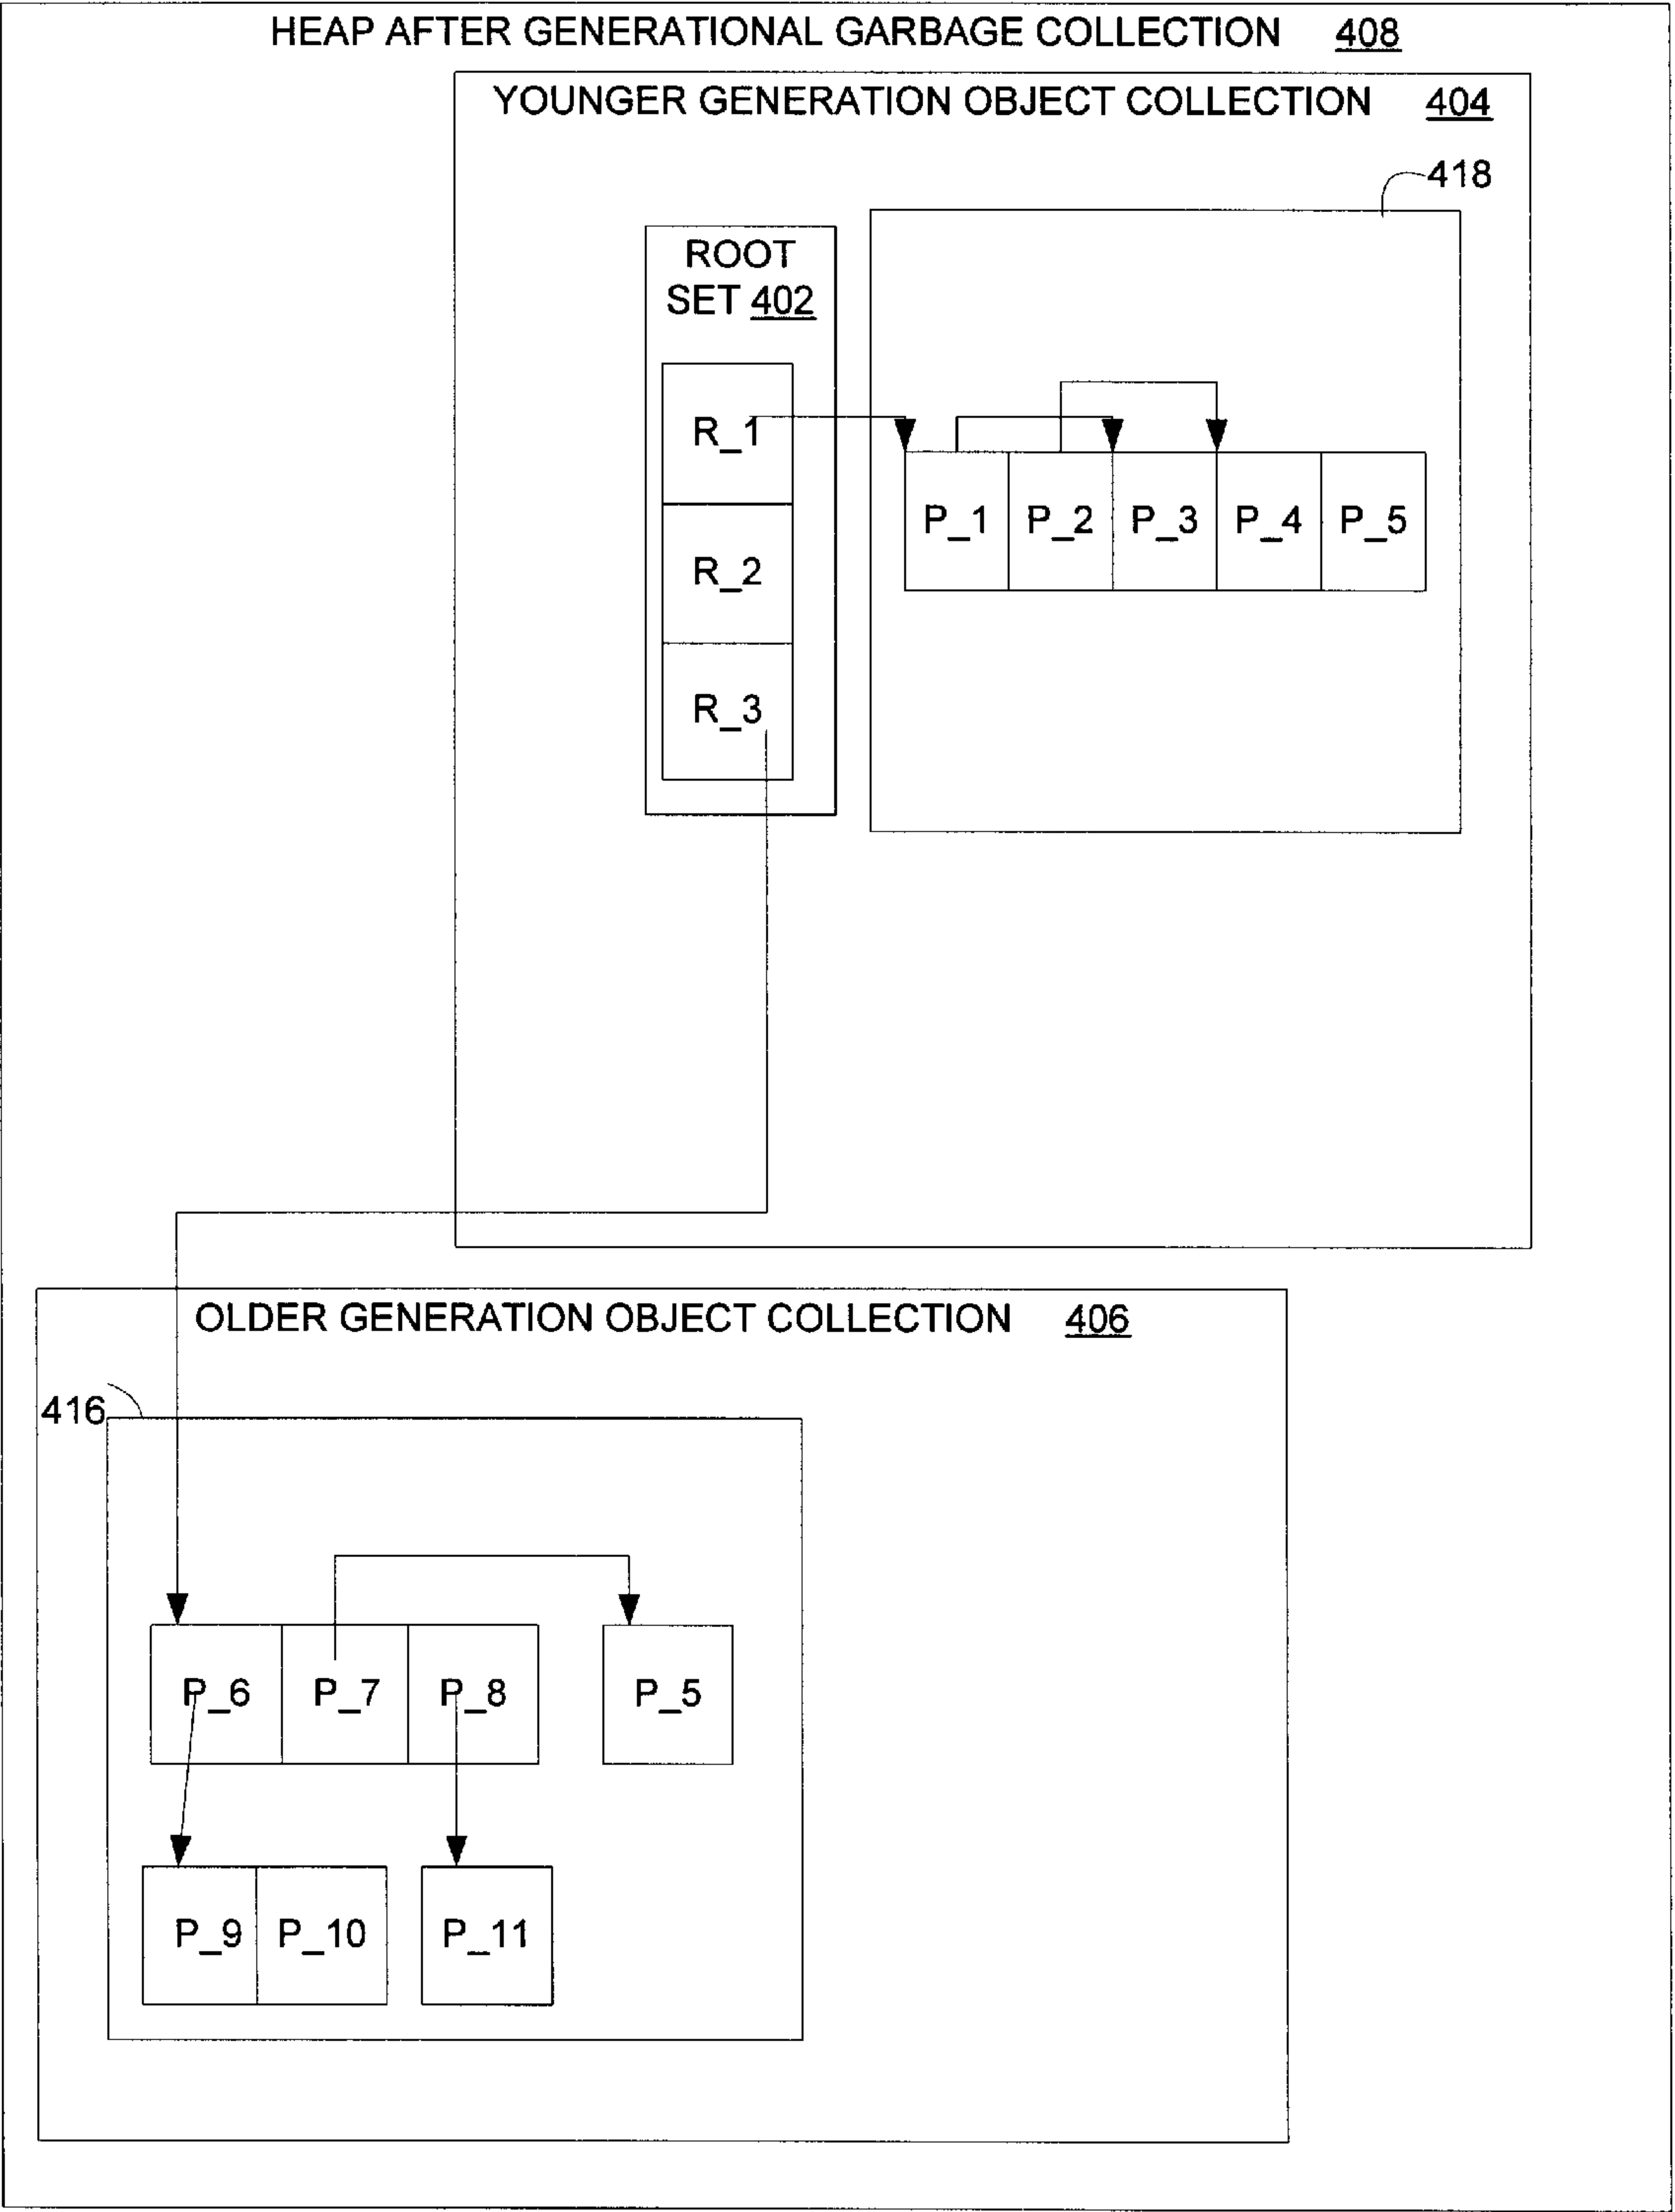 HEAP AFTER GENERATIONAL GARBAGE COLLECTION 408
YOUNGER GENERATION OBJECT COLLECTION 404
418
ROOT
SET 402
R_1
P_1 P_2 P_3 P_4 P_5
R_2
R_3
OLDER GENERATION OBJECT COLLECTION 406
416
P_6 P_7 P_8 P_5
P_9 P_10 P_11